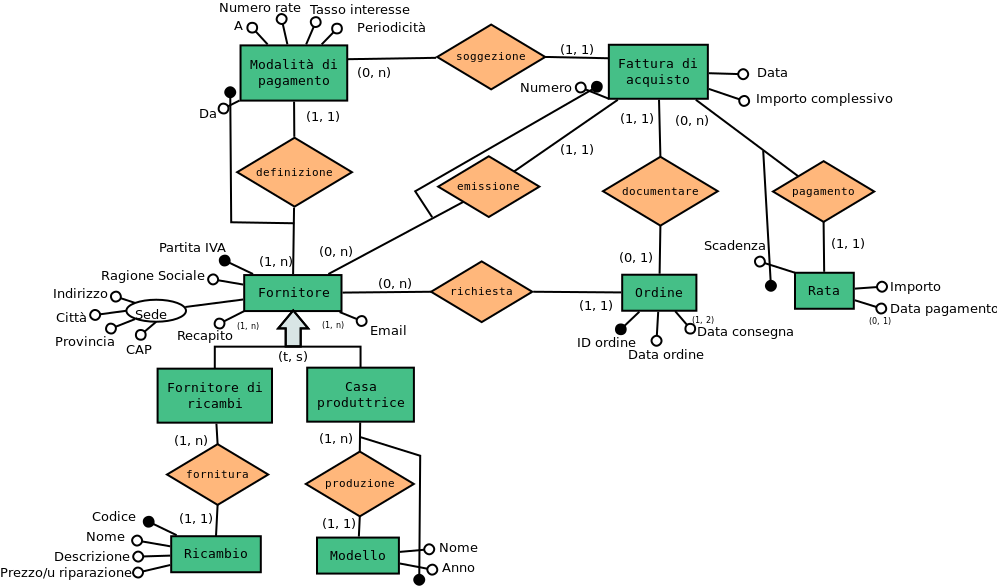 Numero rate
Tasso interesse
A
Periodicità
Modalità di
pagamento
(0, n)
soggezione
(1, 1)
Fattura di
acquisto
Data
Numero
Importo complessivo
Da
(1, 1)
(1, 1)
(0, n)
(1, 1)
definizione
emissione
documentare
pagamento
Partita IVA
(1, n)
(0, n)
(0, 1)
Scadenza
(1, 1)
Ragione Sociale
Indirizzo
Fornitore
(0, n)
richiesta
Ordine
Rata
Importo
Città
Sede
(1, 1)
Data pagamento
Provincia
CAP
Recapito
(1, n)
(1, n)
Email
(1, 2)
(0, 1)
Data consegna
ID ordine
Data ordine
(t, s)
Fornitore di
ricambi
Casa
produttrice
(1, n)
(1, n)
fornitura
produzione
(1, 1)
(1, 1)
Codice
Nome
Descrizione
Prezzo/u riparazione
Ricambio
Modello
Nome
Anno